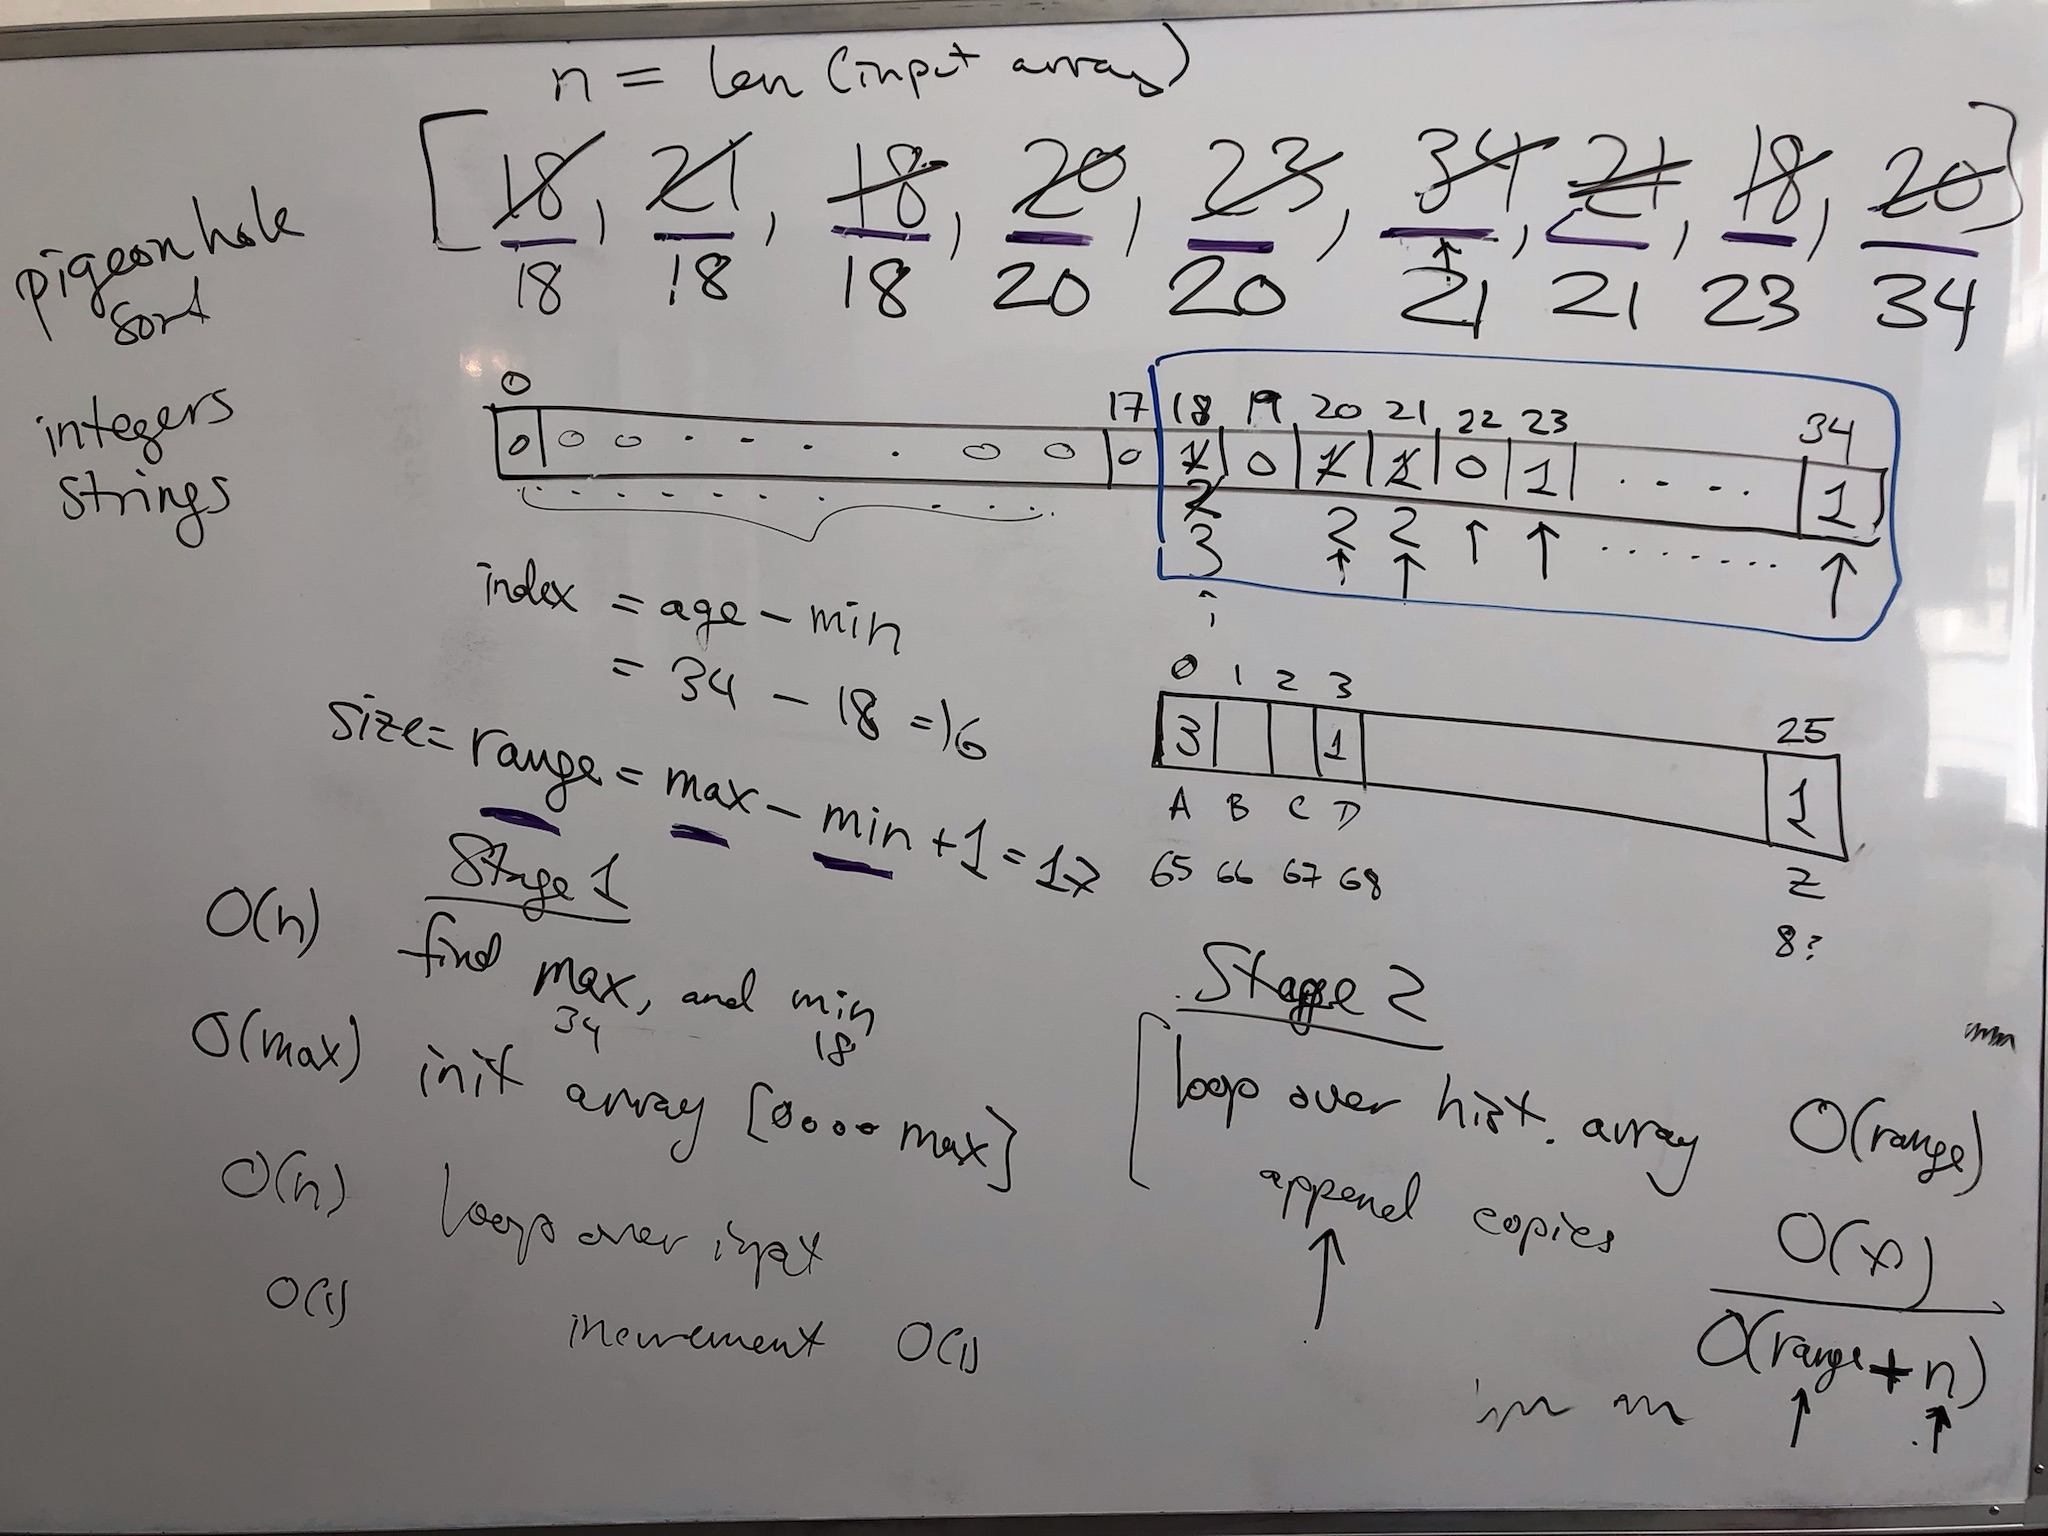 n = len (input array)
[18, 21, 18, 20, 23, 34, 21, 18, 20]
18 18 18 20 20 21 21 23 34
pigeonhole
sort
integers
strings
0 17 18 19 20 21 22 23 34
0 0 0 . . . . 0 0 0 1 0 1 1 0 1 . . . . 1
2
3 2 2
index = age - min
= 34 - 18 = 16
size = range = max - min + 1 = 17
0 1 2 3 25
3 1 1
A B C D Z
65 66 67 68 8?
Stage 1
O(n) find max, and min
34 18
O(max) init array [0000 max]
O(n) loop over input
O(1) increment O(1)
Stage 2
loop over hist. array O(range)
append copies
O(range + n)